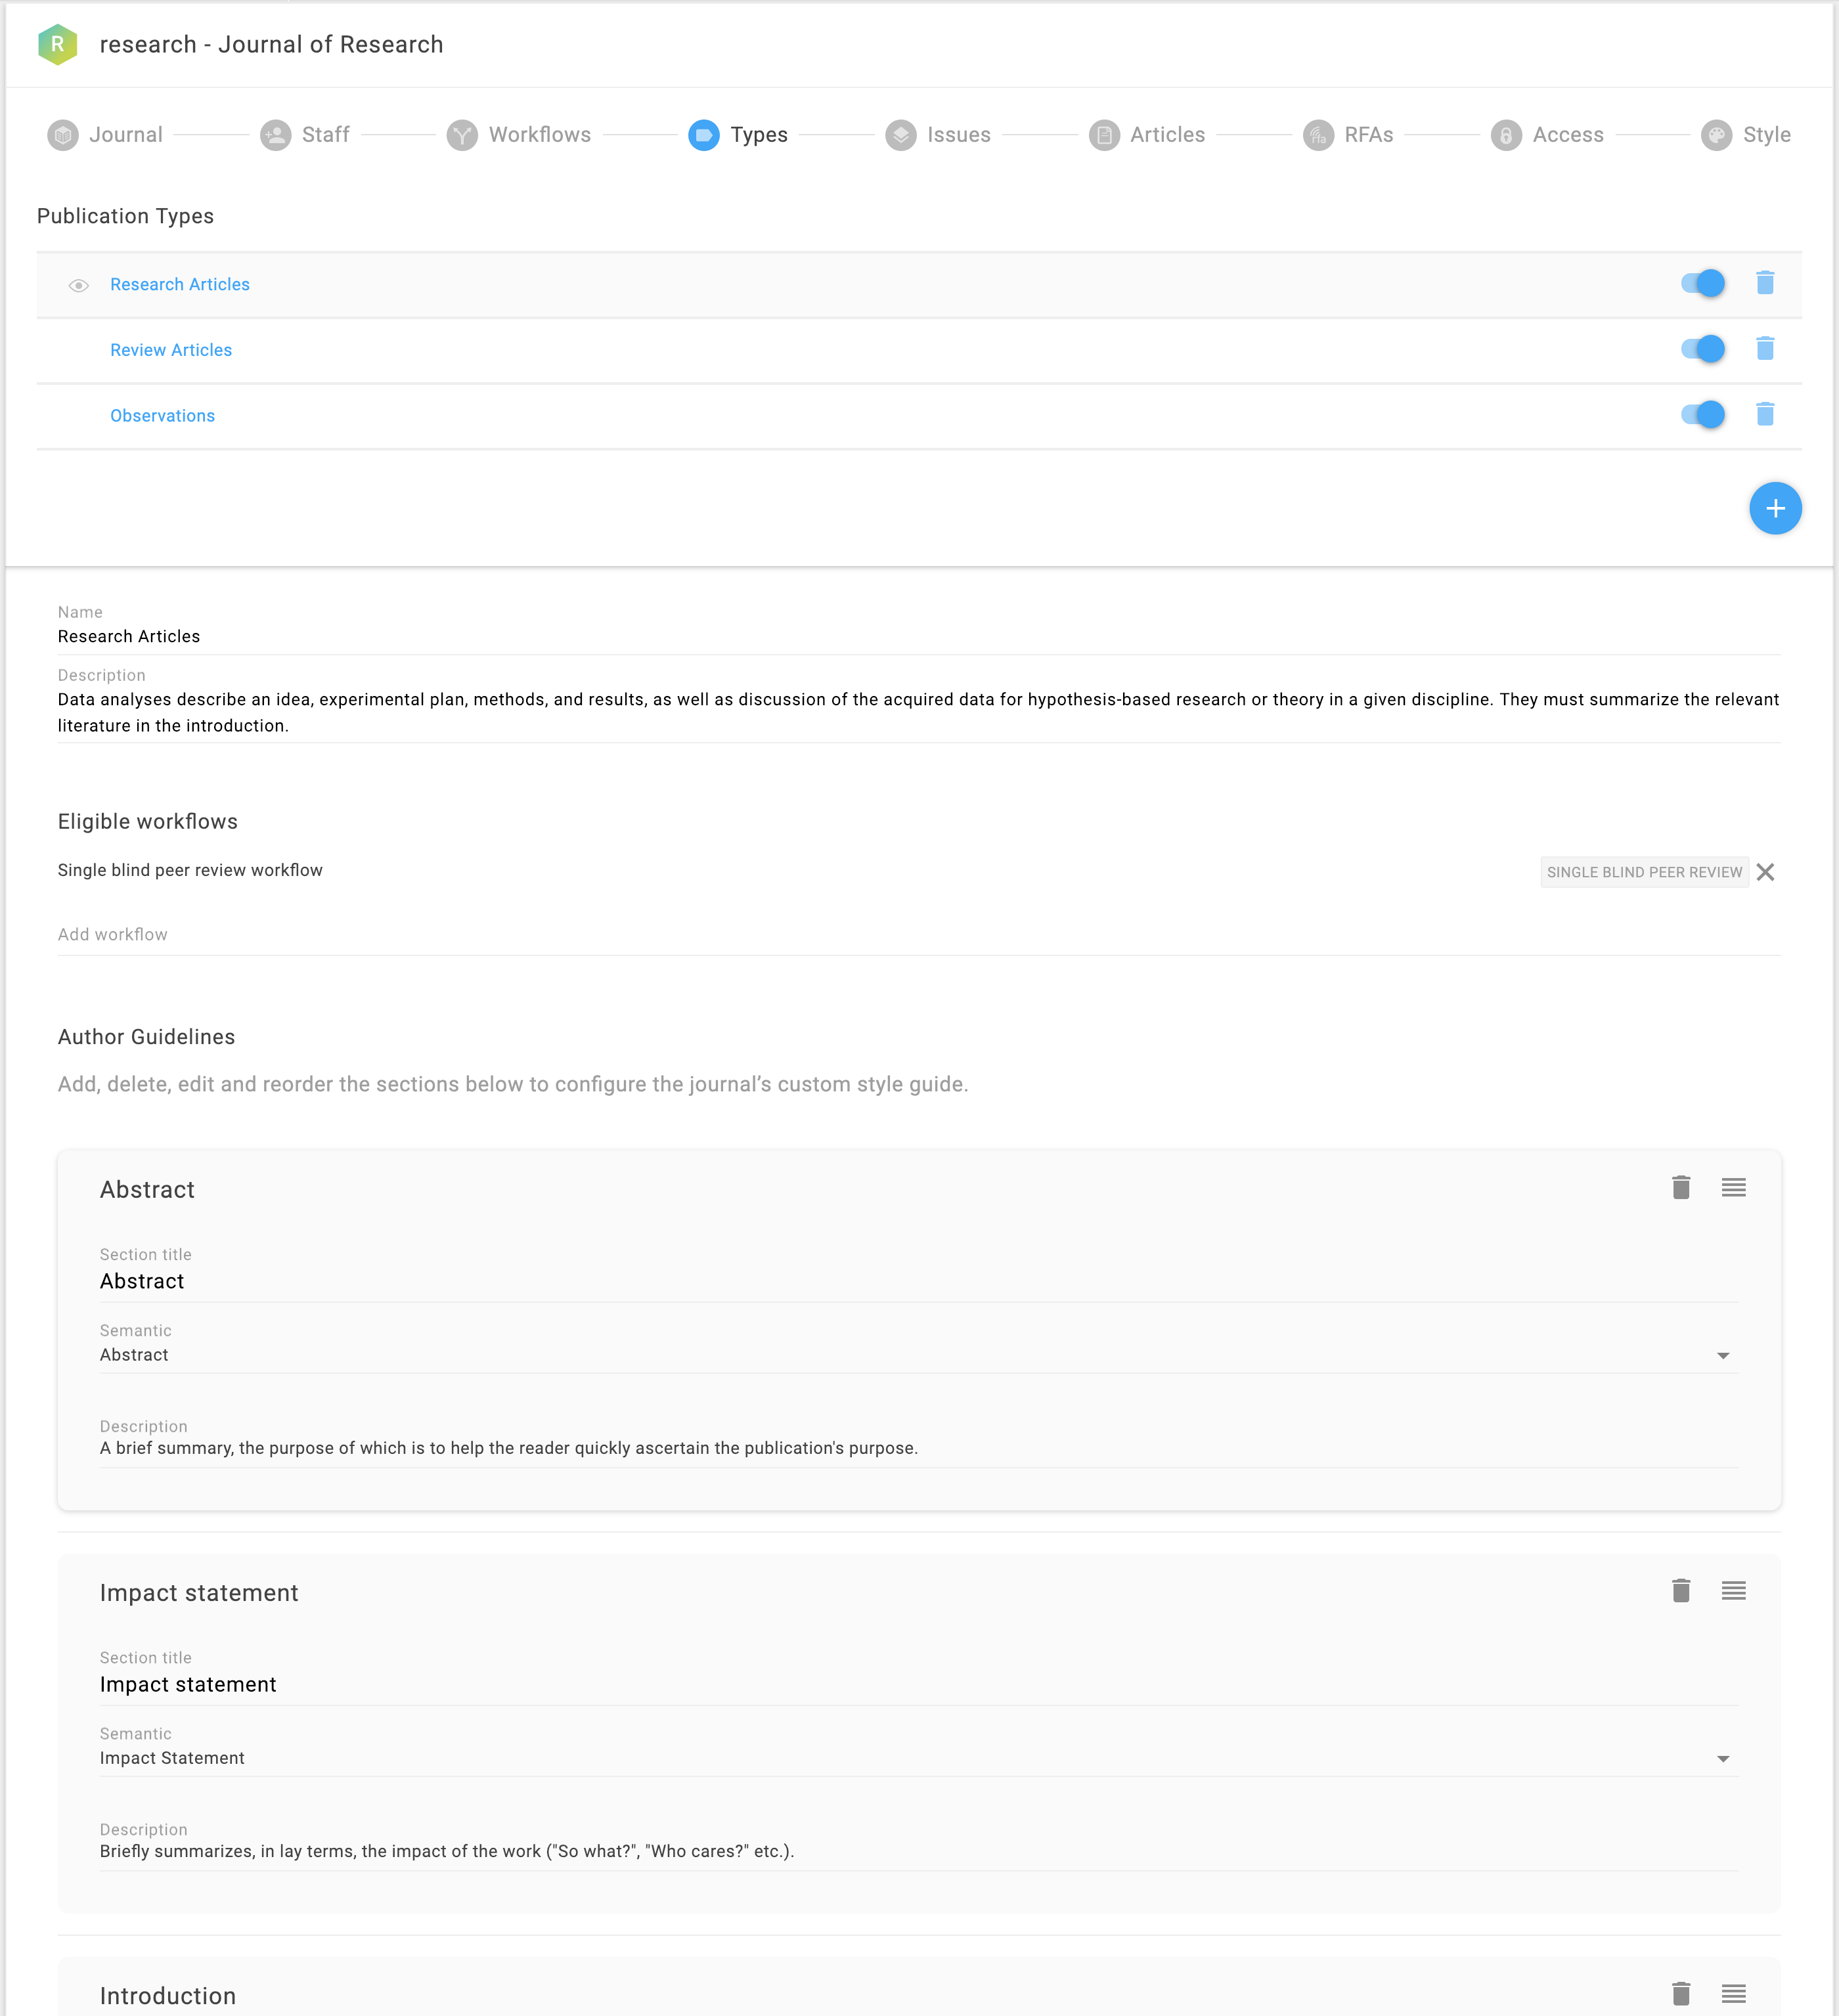 R research - Journal of Research
Journal Staff Workflows Types Issues Articles RFAs Access Style
Publication Types
Research Articles
Review Articles
Observations
Name
Research Articles
Description
Data analyses describe an idea, experimental plan, methods, and results, as well as discussion of the acquired data for hypothesis-based research or theory in a given discipline. They must summarize the relevant
literature in the introduction.
Eligible workflows
Single blind peer review workflow SINGLE BLIND PEER REVIEW
Add workflow
Author Guidelines
Add, delete, edit and reorder the sections below to configure the journal’s custom style guide.
Abstract
Section title
Abstract
Semantic
Abstract
Description
A brief summary, the purpose of which is to help the reader quickly ascertain the publication's purpose.
Impact statement
Section title
Impact statement
Semantic
Impact Statement
Description
Briefly summarizes, in lay terms, the impact of the work ("So what?", "Who cares?" etc.).
Introduction